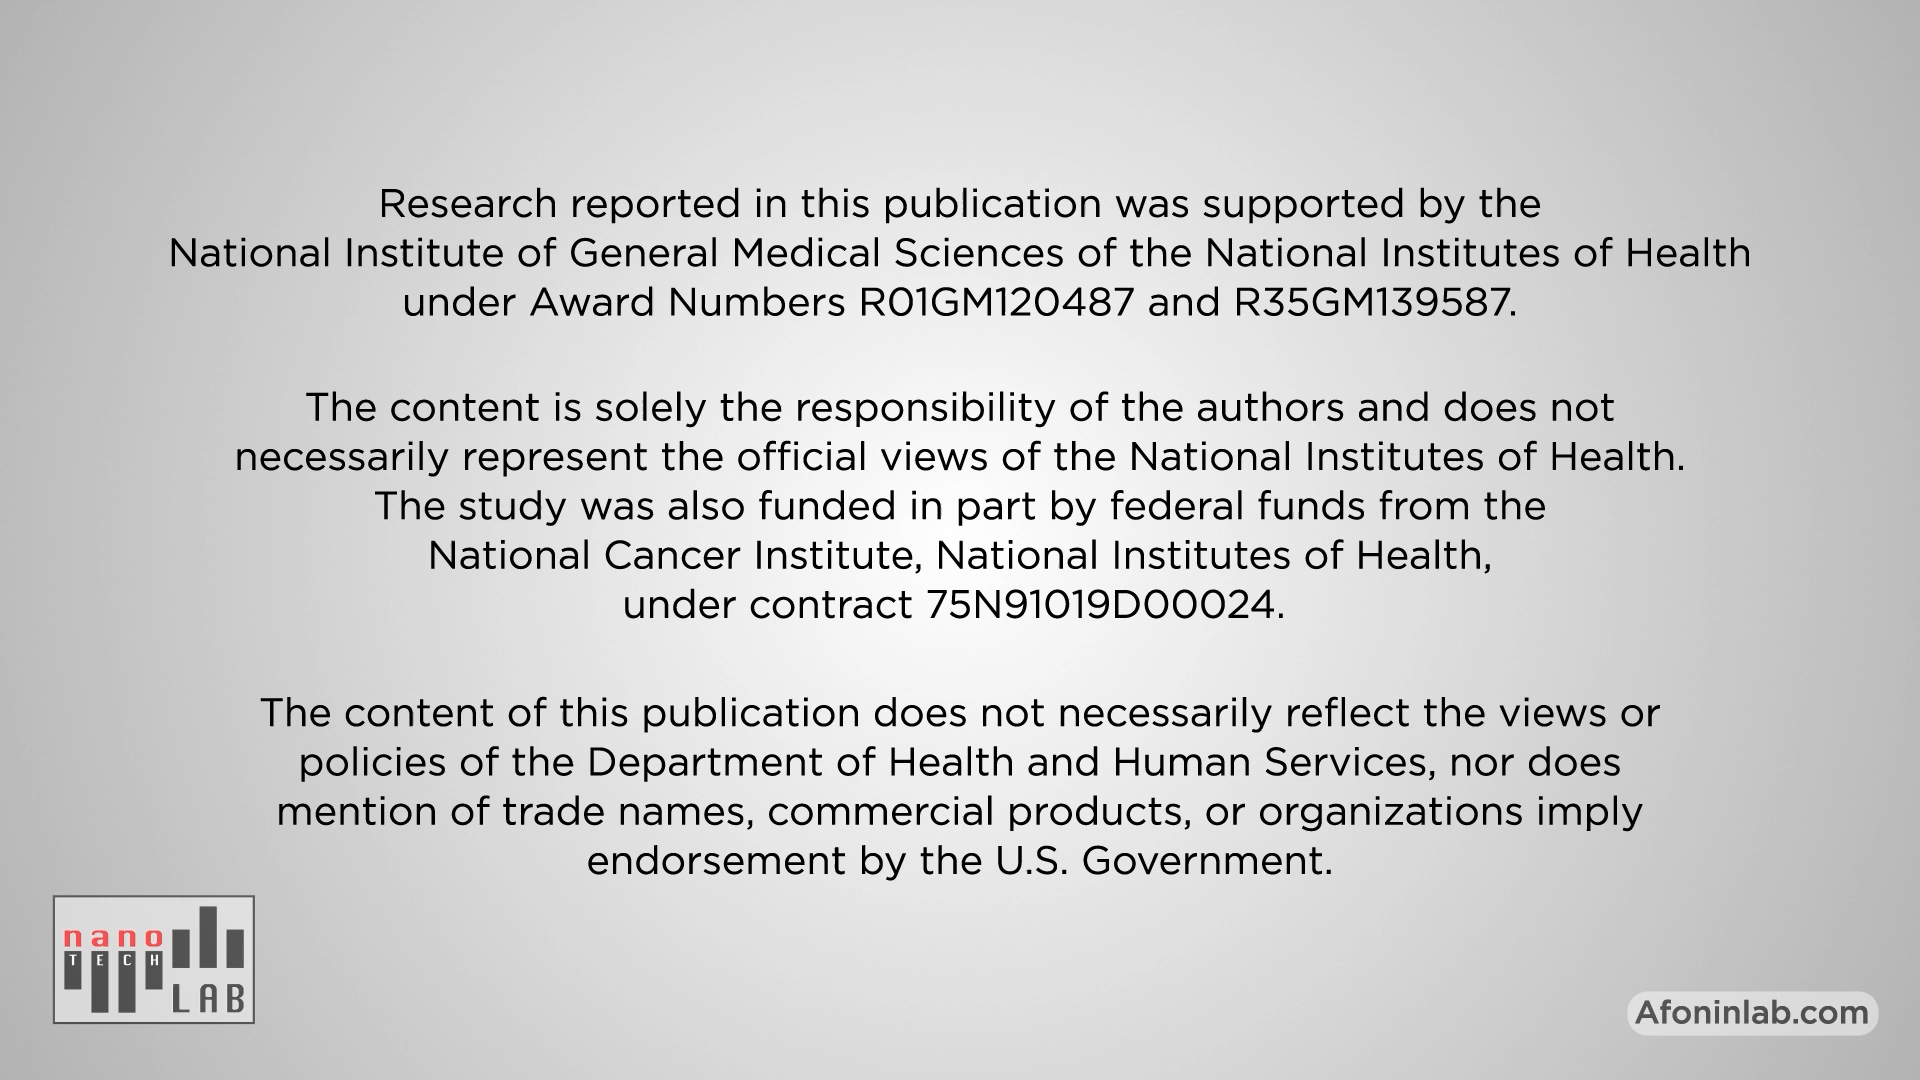 Research reported in this publication was supported by the
National Institute of General Medical Sciences of the National Institutes of Health
under Award Numbers R01GM120487 and R35GM139587.
The content is solely the responsibility of the authors and does not
necessarily represent the official views of the National Institutes of Health.
The study was also funded in part by federal funds from the
National Cancer Institute, National Institutes of Health,
under contract 75N91019D00024.
The content of this publication does not necessarily reflect the views or
policies of the Department of Health and Human Services, nor does
mention of trade names, commercial products, or organizations imply
endorsement by the U.S. Government.
nano
TECH
LAB
Afoninlab.com